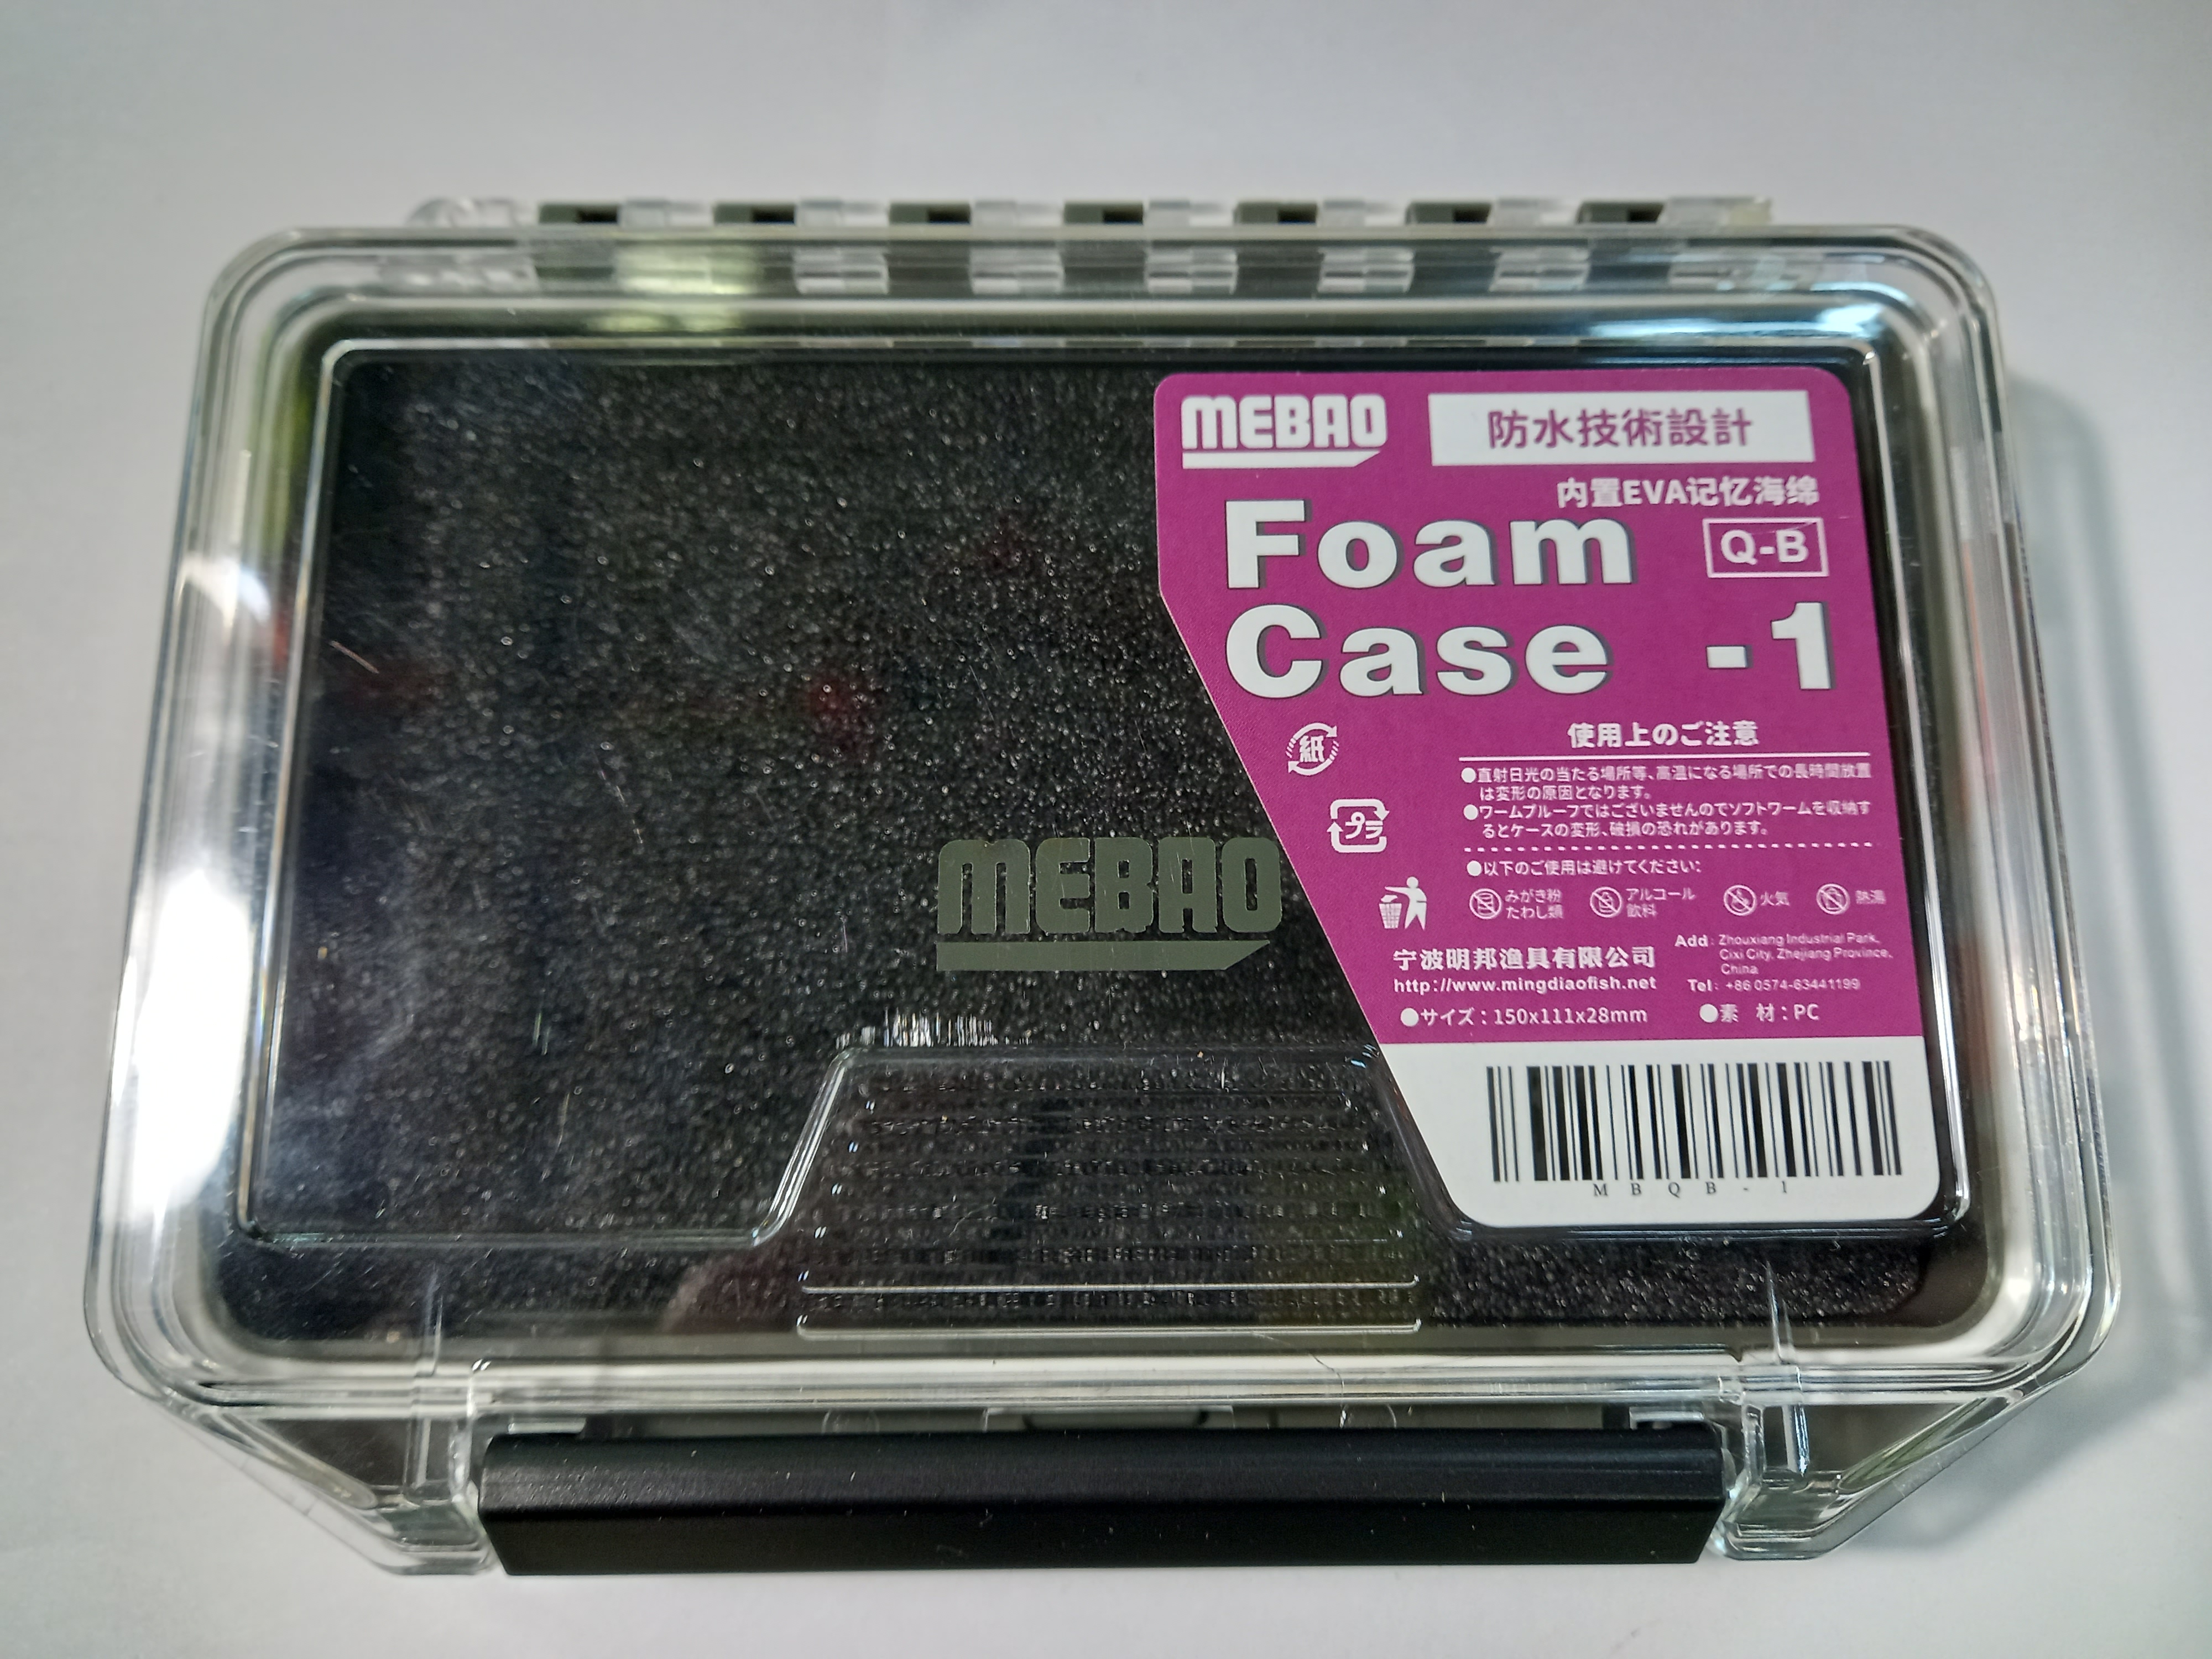 MEBAO
防水技術設計
内置EVA记忆海绵
Foam
Q-B
Case -1
使用上のご注意
紙
●直射日光の当たる場所等、高温になる場所での長時間放置
は変形の原因となります。
●ワームプルーフではございませんのでソフトワームを収納す
るとケースの変形、破損の恐れがあります。
プラ
●以下のご使用は避けてください:
みがき粉
たわし類
アルコール
飲料
火気
熱湯
MEBAO
宁波明邦渔具有限公司
http://www.mingdiaofish.net
Add: Zhouxiang Industrial Park,
Cixi City, Zhejiang Province,
China
Tel: +86 0574-63441199
●サイズ:150x111x28mm
●素 材:PC
MBQB-1